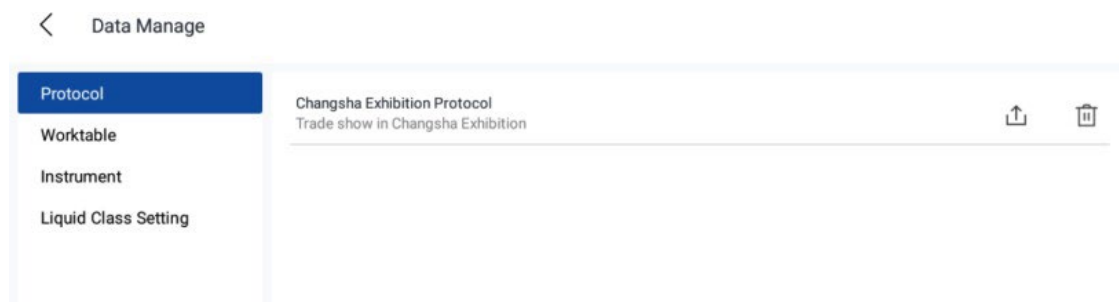 Data Manage
Protocol
Worktable
Instrument
Liquid Class Setting
Changsha Exhibition Protocol
Trade show in Changsha Exhibition